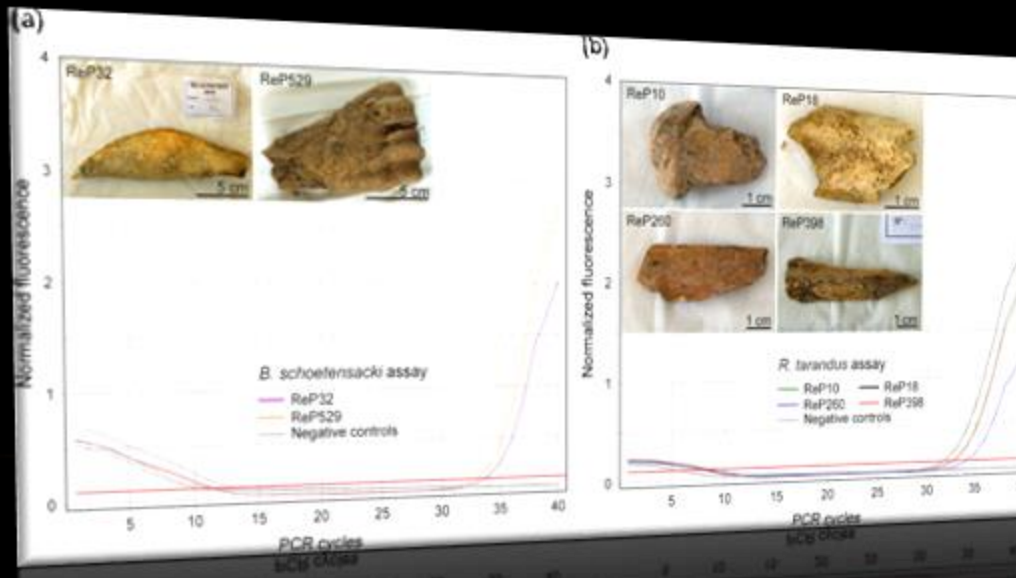 (a)
ReP32
ReP529
5 cm
5 cm
4
3
2
1
0
Normalized fluorescence
B. schoetensacki assay
ReP32
ReP529
Negative controls
5 10 15 20 25 30 35 40
PCR cycles
(b)
ReP10
ReP18
1 cm
1 cm
ReP260
ReP398
1 cm
1 cm
4
3
2
1
0
Normalized fluorescence
R. tarandus assay
ReP10 ReP18
ReP260 ReP398
Negative controls
5 10 15 20 25 30 35
PCR cycles